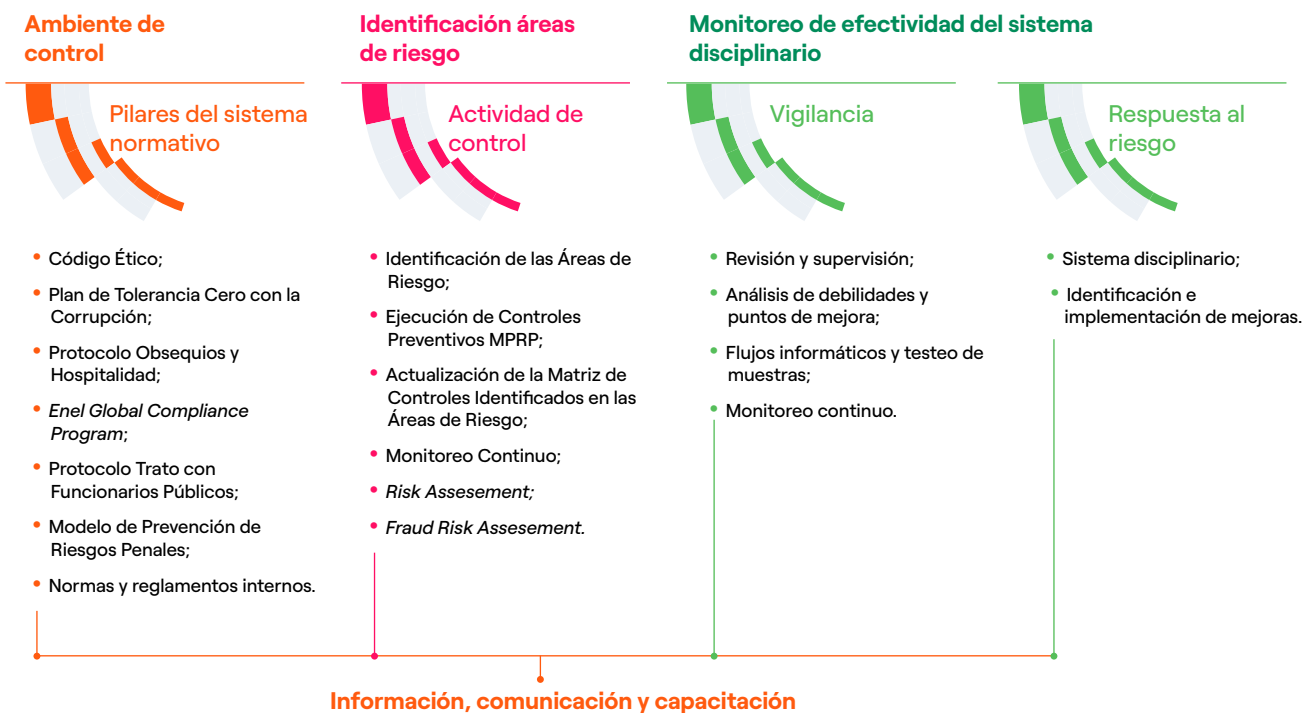 Ambiente de
control
Pilares del sistema
normativo
• Código Ético;
• Plan de Tolerancia Cero con la
Corrupción;
• Protocolo Obsequios y
Hospitalidad;
• Enel Global Compliance
Program;
• Protocolo Trato con
Funcionarios Públicos;
• Modelo de Prevención de
Riesgos Penales;
• Normas y reglamentos internos.
Identificación áreas
de riesgo
Actividad de
control
• Identificación de las Áreas de
Riesgo;
• Ejecución de Controles
Preventivos MPRP;
• Actualización de la Matriz de
Controles Identificados en las
Áreas de Riesgo;
• Monitoreo Continuo;
• Risk Assesement;
• Fraud Risk Assesement.
Monitoreo de efectividad del sistema
disciplinario
Vigilancia
• Revisión y supervisión;
• Análisis de debilidades y
puntos de mejora;
• Flujos informáticos y testeo de
muestras;
• Monitoreo continuo.
Respuesta al
riesgo
• Sistema disciplinario;
• Identificación e
implementación de mejoras.
Información, comunicación y capacitación